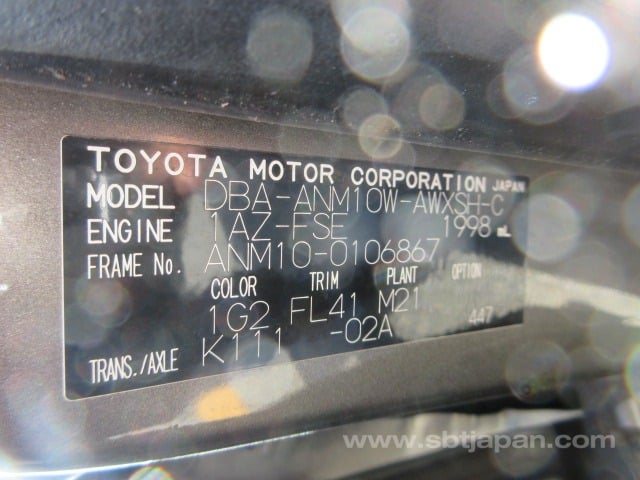 TOYOTA MOTOR CORPORATION JAPAN
MODEL DBA-ANM10W-AWXSH-C
ENGINE 1AZ-FSE 1998 mL
FRAME No. ANM10-0106867
COLOR TRIM PLANT OPTION
1G2 FL41 M21 447
TRANS./AXLE K111 -02A
www.sbtjapan.com